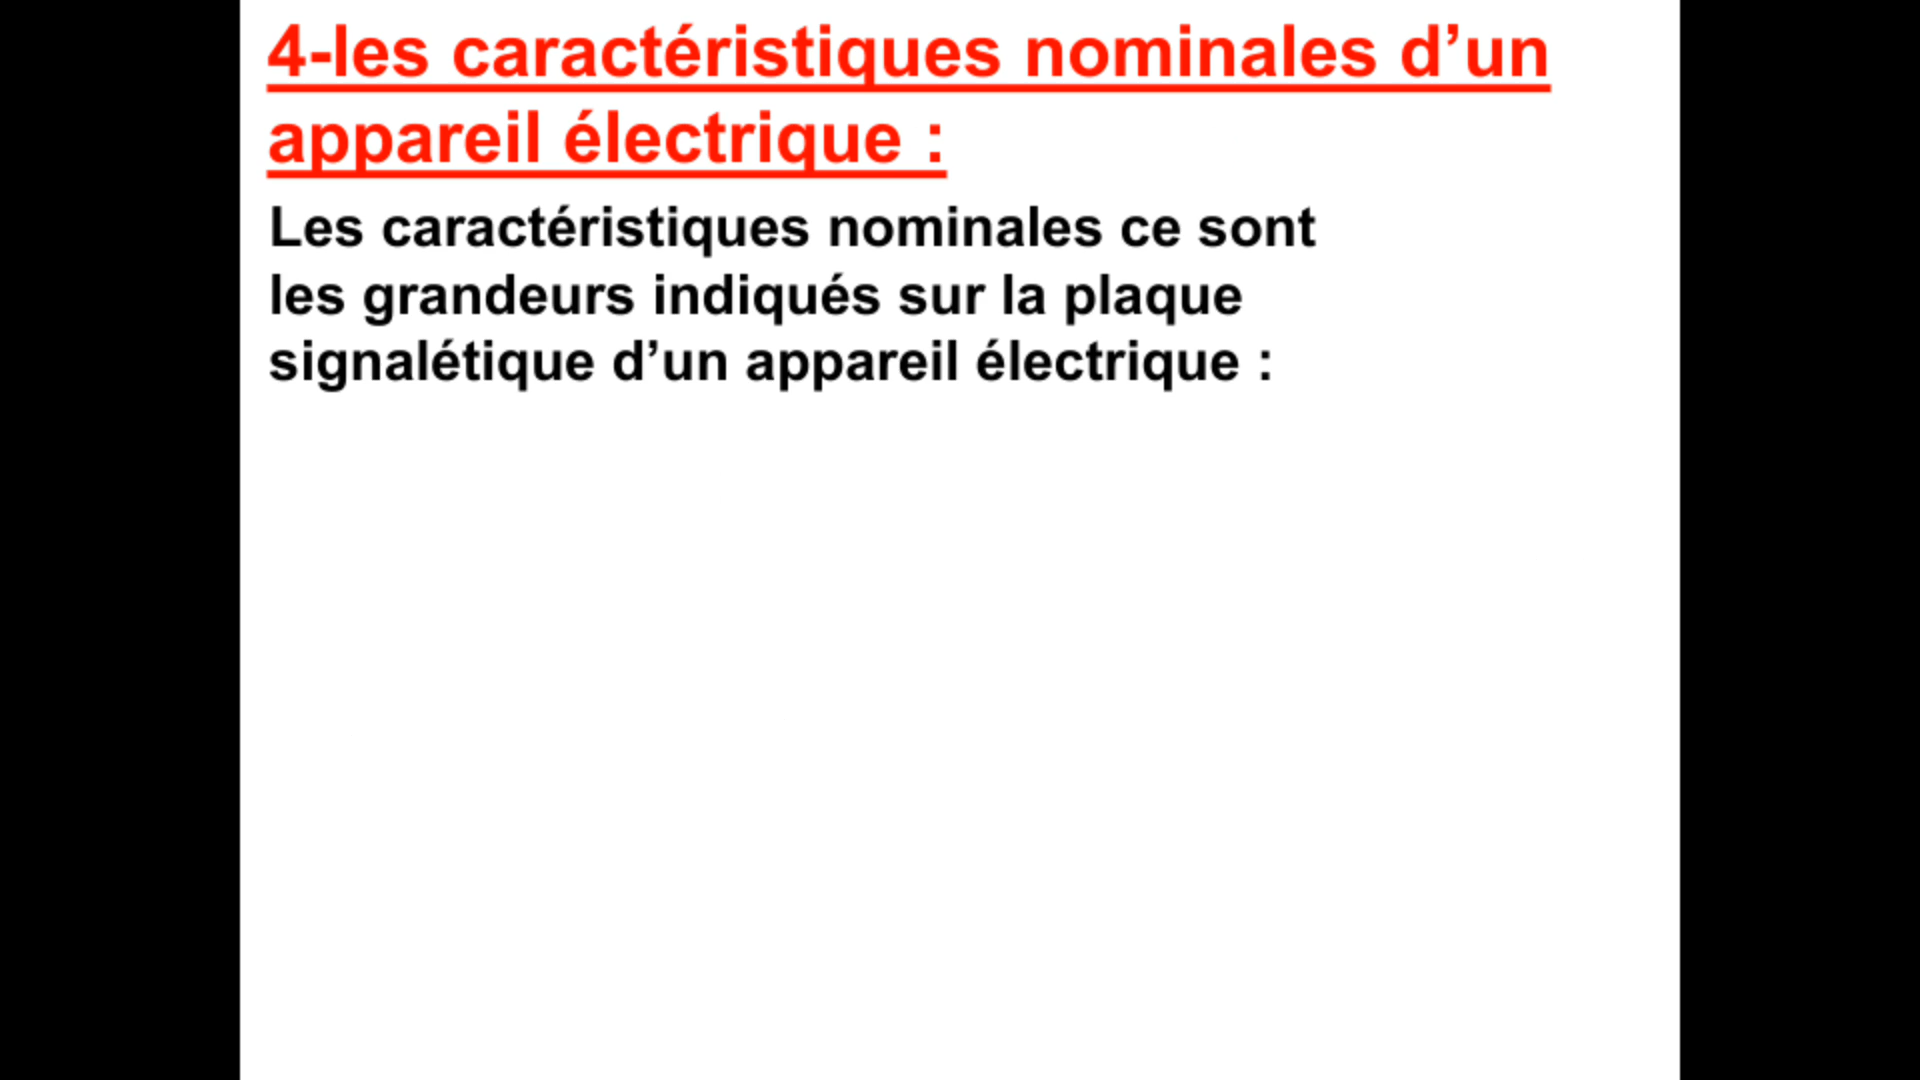 4-les caractéristiques nominales d’un
appareil électrique :
Les caractéristiques nominales ce sont
les grandeurs indiqués sur la plaque
signalétique d’un appareil électrique :